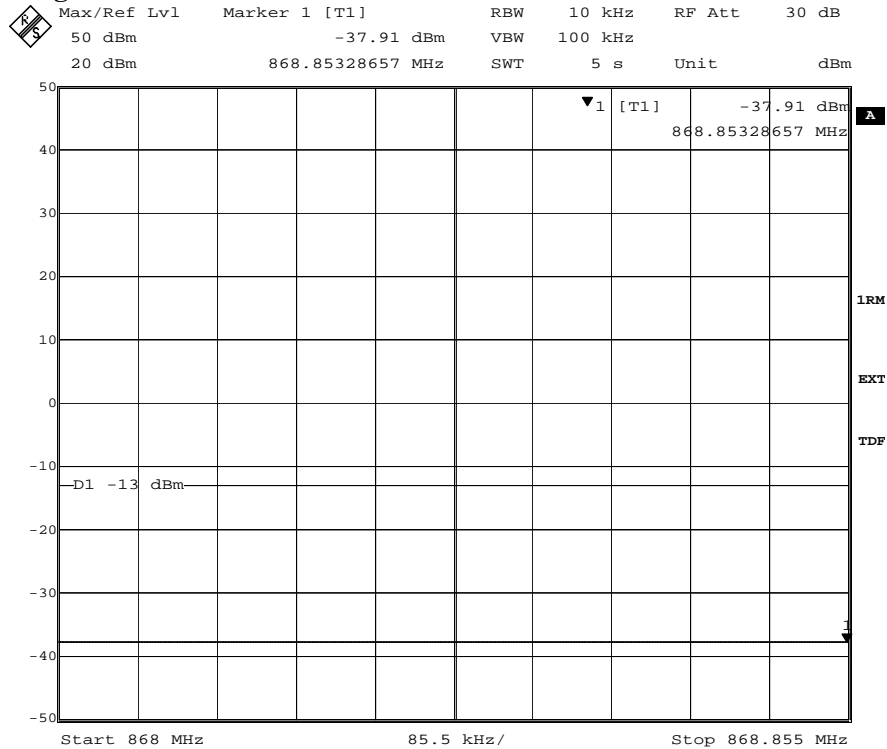 Max/Ref Lvl Marker 1 [T1] RBW 10 kHz RF Att 30 dB
50 dBm -37.91 dBm VBW 100 kHz
20 dBm 868.85328657 MHz SWT 5 s Unit dBm
R S
50
1 [T1] -37.91 dBm
A
868.85328657 MHz
40
30
20
1RM
10
EXT
0
TDF
-10
D1 -13 dBm
-20
-30
1
-40
-50
Start 868 MHz 85.5 kHz/ Stop 868.855 MHz